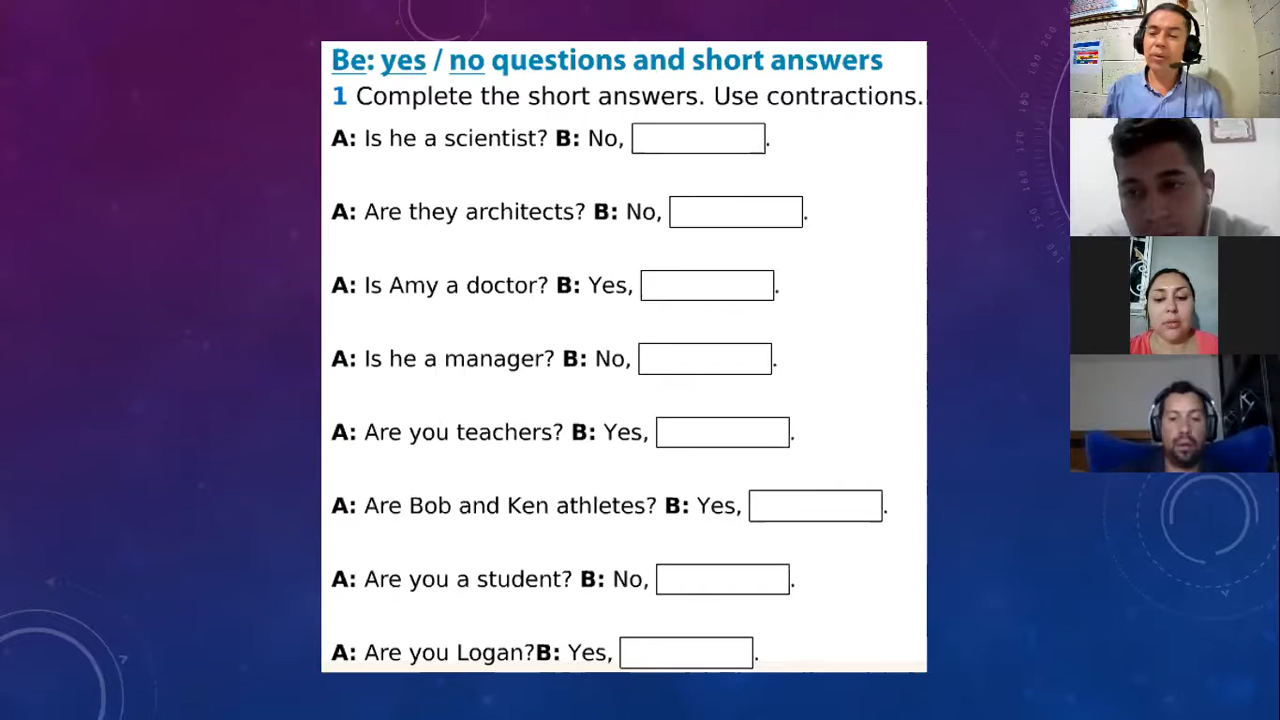 Be: yes / no questions and short answers
1 Complete the short answers. Use contractions.
A: Is he a scientist? B: No, .
A: Are they architects? B: No, .
A: Is Amy a doctor? B: Yes, .
A: Is he a manager? B: No, .
A: Are you teachers? B: Yes, .
A: Are Bob and Ken athletes? B: Yes, .
A: Are you a student? B: No, .
A: Are you Logan?B: Yes, .